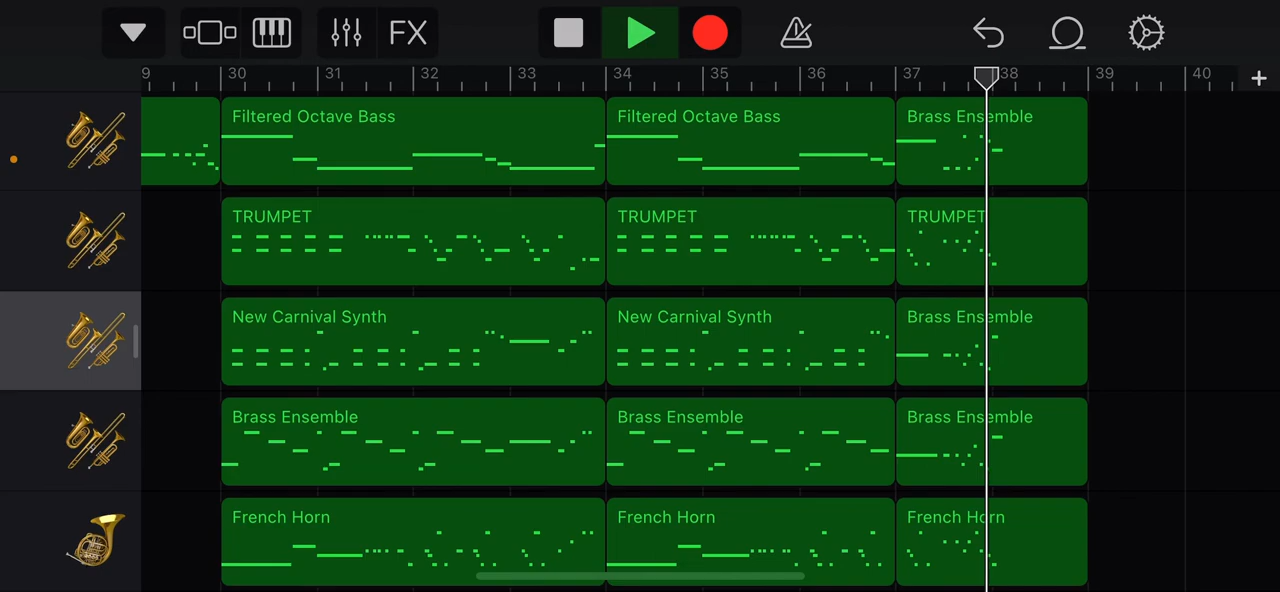 FX
9 30 31 32 33 34 35 36 37 38 39 40 +
Filtered Octave Bass Filtered Octave Bass Brass Ensemble
TRUMPET TRUMPET TRUMPET
New Carnival Synth New Carnival Synth Brass Ensemble
Brass Ensemble Brass Ensemble Brass Ensemble
French Horn French Horn French Horn